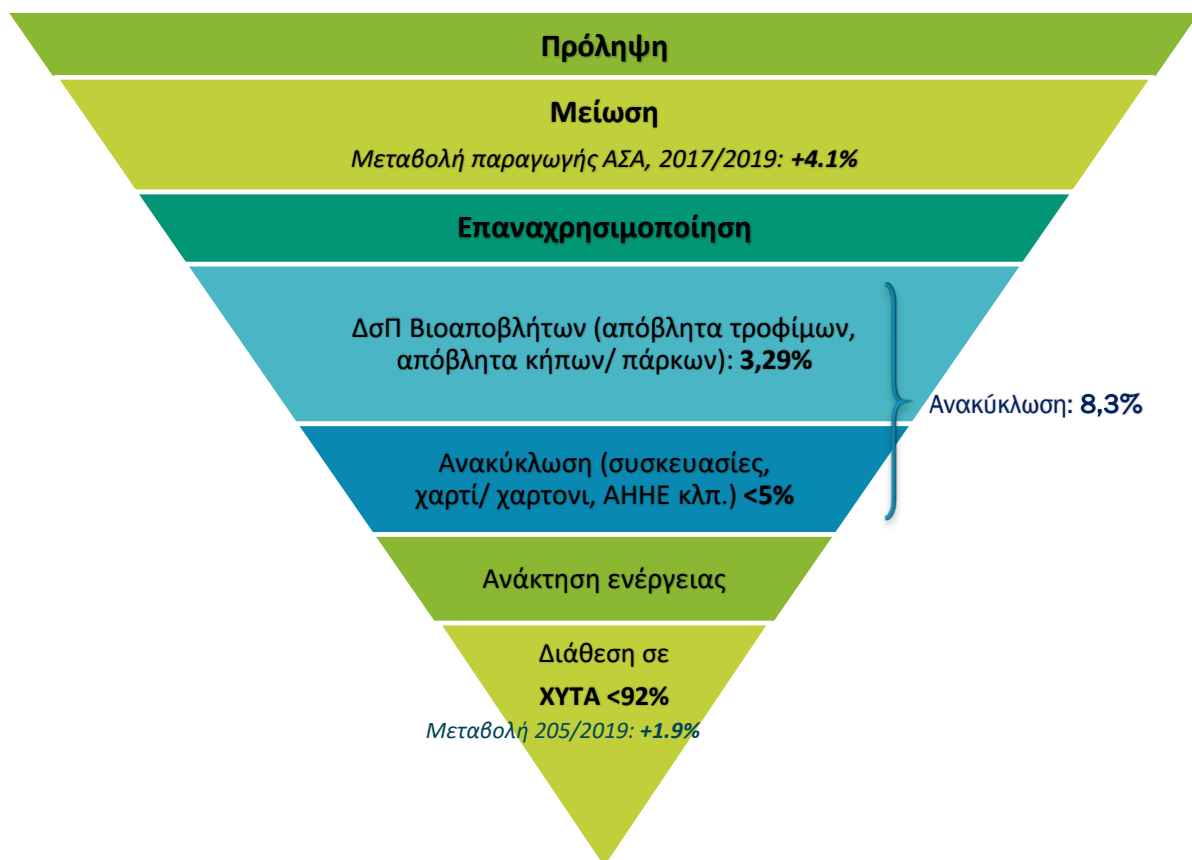 Πρόληψη
Μείωση
Μεταβολή παραγωγής ΑΣΑ, 2017/2019: +4.1%
Επαναχρησιμοποίηση
ΔσΠ Βιοαποβλήτων (απόβλητα τροφίμων,
απόβλητα κήπων/ πάρκων): 3,29%
Ανακύκλωση: 8,3%
Ανακύκλωση (συσκευασίες,
χαρτί/ χαρτονι, ΑΗΗΕ κλπ.) <5%
Ανάκτηση ενέργειας
Διάθεση σε
ΧΥΤΑ <92%
Μεταβολή 205/2019: +1.9%